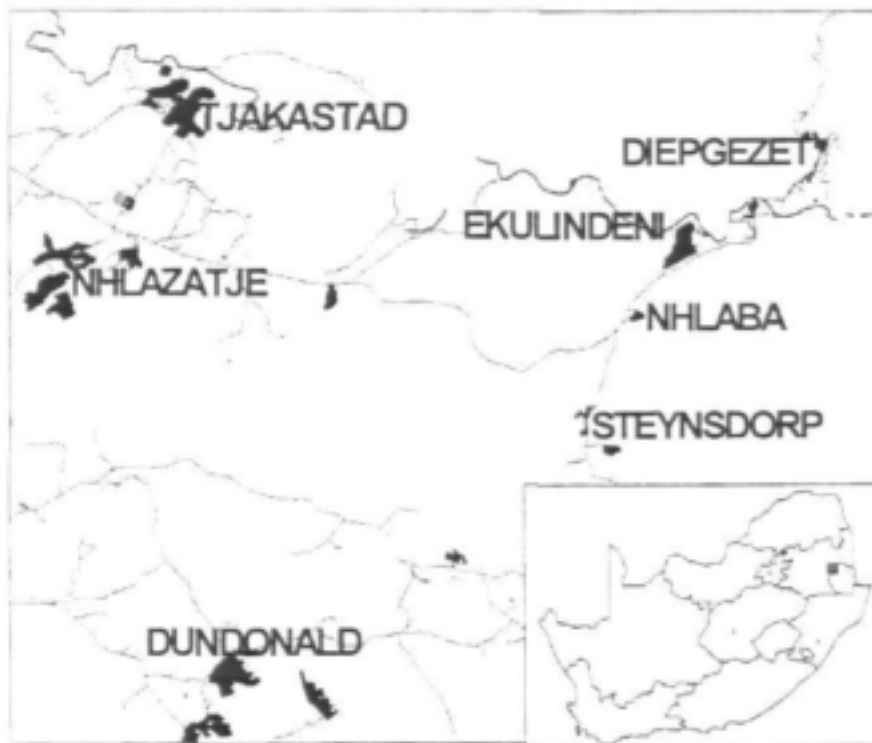 TJAKASTAD
DIEPGEZET
EKULINDENI
NHLAZATJE
NHLABA
STEYNSDORP
DUNDONALD